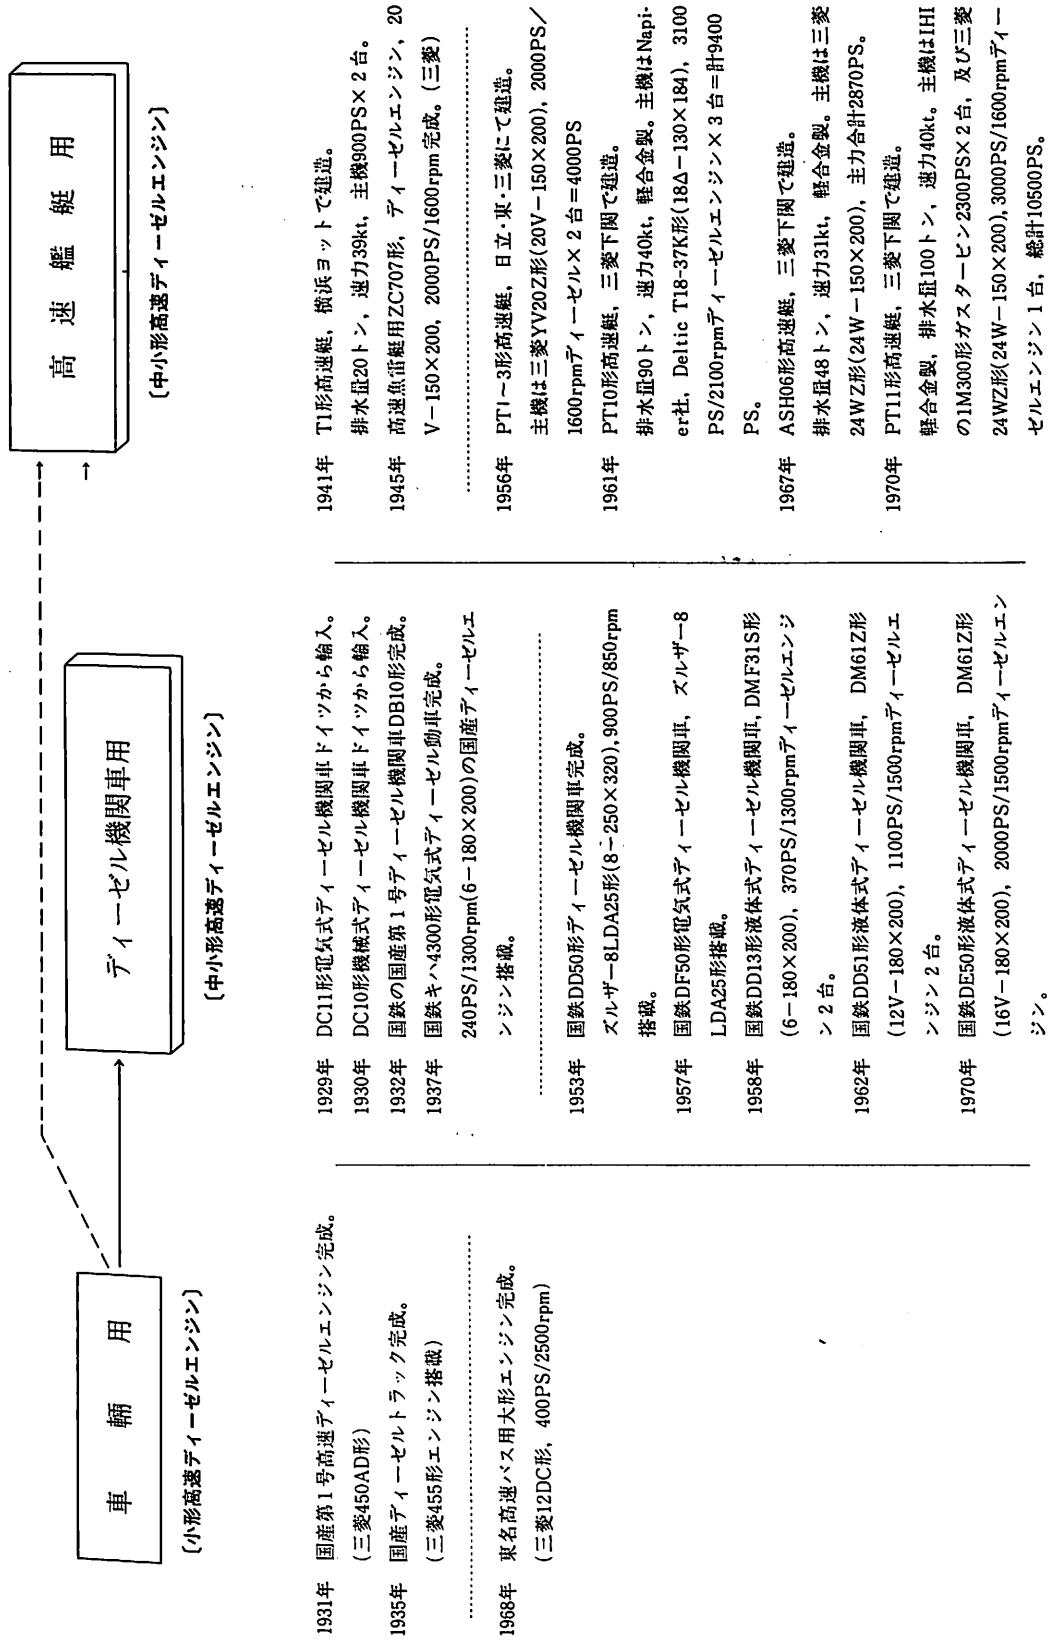 車輛用
〔小形高速ディーゼルエンジン〕
1931年 国産第1号高速ディーゼルエンジン完成。
(三菱450AD形)
1935年 国産ディーゼルトラック完成。
(三菱455形エンジン搭載)
1968年 東名高速バス用大形エンジン完成。
(三菱12DC形, 400PS/2500rpm)
ディーゼル機関車用
〔中小形高速ディーゼルエンジン〕
1929年 DC11形電気式ディーゼル機関車ドイツから輸入。
1930年 DC10形機械式ディーゼル機関車ドイツから輸入。
1932年 国鉄の国産第1号ディーゼル機関車DB10形完成。
1937年 国鉄キハ4300形電気式ディーゼル動車完成。
240PS/1300rpm(6-180×200)の国産ディーゼルエ
ンジン搭載。
1953年 国鉄DD50形ディーゼル機関車完成。
ズルザー8LDA25形(8-250×320),900PS/850rpm
搭載。
1957年 国鉄DF50形電気式ディーゼル機関車, ズルザー8
LDA25形搭載。
1958年 国鉄DD13形液体式ディーゼル機関車, DMF31S形
(6-180×200), 370PS/1300rpmディーゼルエンジ
ン2台。
1962年 国鉄DD51形液体式ディーゼル機関車, DM61Z形
(12V-180×200), 1100PS/1500rpmディーゼルエ
ンジン2台。
1970年 国鉄DE50形液体式ディーゼル機関車, DM61Z形
(16V-180×200), 2000PS/1500rpmディーゼルエン
ジン。
高速艦艇用
〔中小形高速ディーゼルエンジン〕
1941年 T1形高速艇, 横浜ヨットで建造。
排水量20トン, 速力39kt, 主機900PS×2台。
1945年 高速魚雷艇用ZC707形, ディーゼルエンジン, 20
V-150×200, 2000PS/1600rpm完成。(三菱)
1956年 PT1~3形高速艇, 日立・東・三菱にて建造。
主機は三菱YV20Z形(20V-150×200), 2000PS/
1600rpmディーゼル×2台=4000PS
1961年 PT10形高速艇, 三菱下関で建造。
排水量90トン, 速力40kt, 軽合金製。主機はNapi-
er社, Deltic T18-37K形(18Δ-130×184), 3100
PS/2100rpmディーゼルエンジン×3台=計9400
PS。
1967年 ASH06形高速艇, 三菱下関で建造。
排水量48トン, 速力31kt, 軽合金製。主機は三菱
24WZ形(24W-150×200), 主力合計2870PS。
1970年 PT11形高速艇, 三菱下関で建造。
軽合金製, 排水量100トン, 速力40kt。主機はIHI
の1M300形ガスタービン2300PS×2台, 及び三菱
24WZ形(24W-150×200),3000PS/1600rpmディー
ゼルエンジン1台, 総計10500PS。